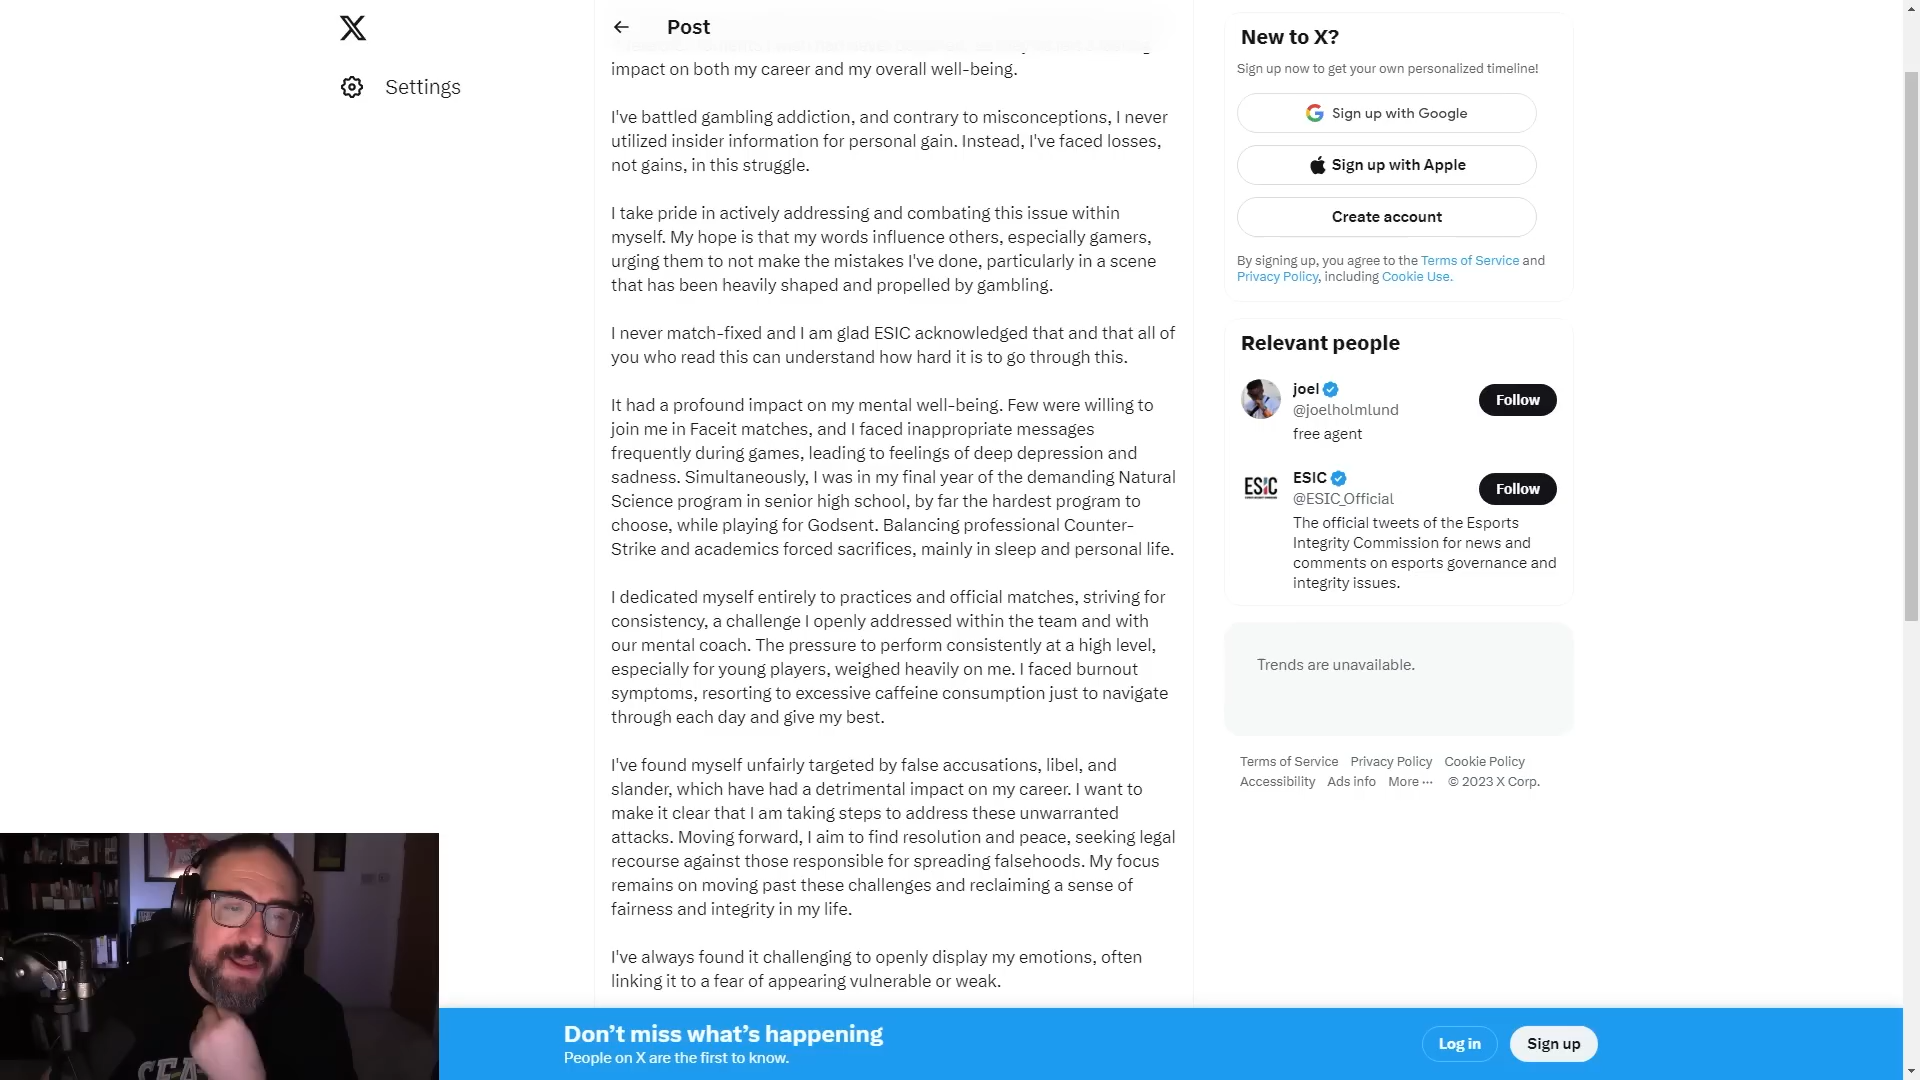 Settings
Post
impact on both my career and my overall well-being.
I've battled gambling addiction, and contrary to misconceptions, I never
utilized insider information for personal gain. Instead, I've faced losses,
not gains, in this struggle.
I take pride in actively addressing and combating this issue within
myself. My hope is that my words influence others, especially gamers,
urging them to not make the mistakes I've done, particularly in a scene
that has been heavily shaped and propelled by gambling.
I never match-fixed and I am glad ESIC acknowledged that and that all of
you who read this can understand how hard it is to go through this.
It had a profound impact on my mental well-being. Few were willing to
join me in Faceit matches, and I faced inappropriate messages
frequently during games, leading to feelings of deep depression and
sadness. Simultaneously, I was in my final year of the demanding Natural
Science program in senior high school, by far the hardest program to
choose, while playing for Godsent. Balancing professional Counter-
Strike and academics forced sacrifices, mainly in sleep and personal life.
I dedicated myself entirely to practices and official matches, striving for
consistency, a challenge I openly addressed within the team and with
our mental coach. The pressure to perform consistently at a high level,
especially for young players, weighed heavily on me. I faced burnout
symptoms, resorting to excessive caffeine consumption just to navigate
through each day and give my best.
I've found myself unfairly targeted by false accusations, libel, and
slander, which have had a detrimental impact on my career. I want to
make it clear that I am taking steps to address these unwarranted
attacks. Moving forward, I aim to find resolution and peace, seeking legal
recourse against those responsible for spreading falsehoods. My focus
remains on moving past these challenges and reclaiming a sense of
fairness and integrity in my life.
I've always found it challenging to openly display my emotions, often
linking it to a fear of appearing vulnerable or weak.
New to X?
Sign up now to get your own personalized timeline!
Sign up with Google
Sign up with Apple
Create account
By signing up, you agree to the Terms of Service and
Privacy Policy, including Cookie Use.
Relevant people
joel
@joelholmlund
Follow
free agent
ESIC
ESIC
@ESIC_Official
Follow
The official tweets of the Esports
Integrity Commission for news and
comments on esports governance and
integrity issues.
Trends are unavailable.
Terms of Service Privacy Policy Cookie Policy
Accessibility Ads info More ··· © 2023 X Corp.
Don't miss what's happening
People on X are the first to know.
Log in
Sign up